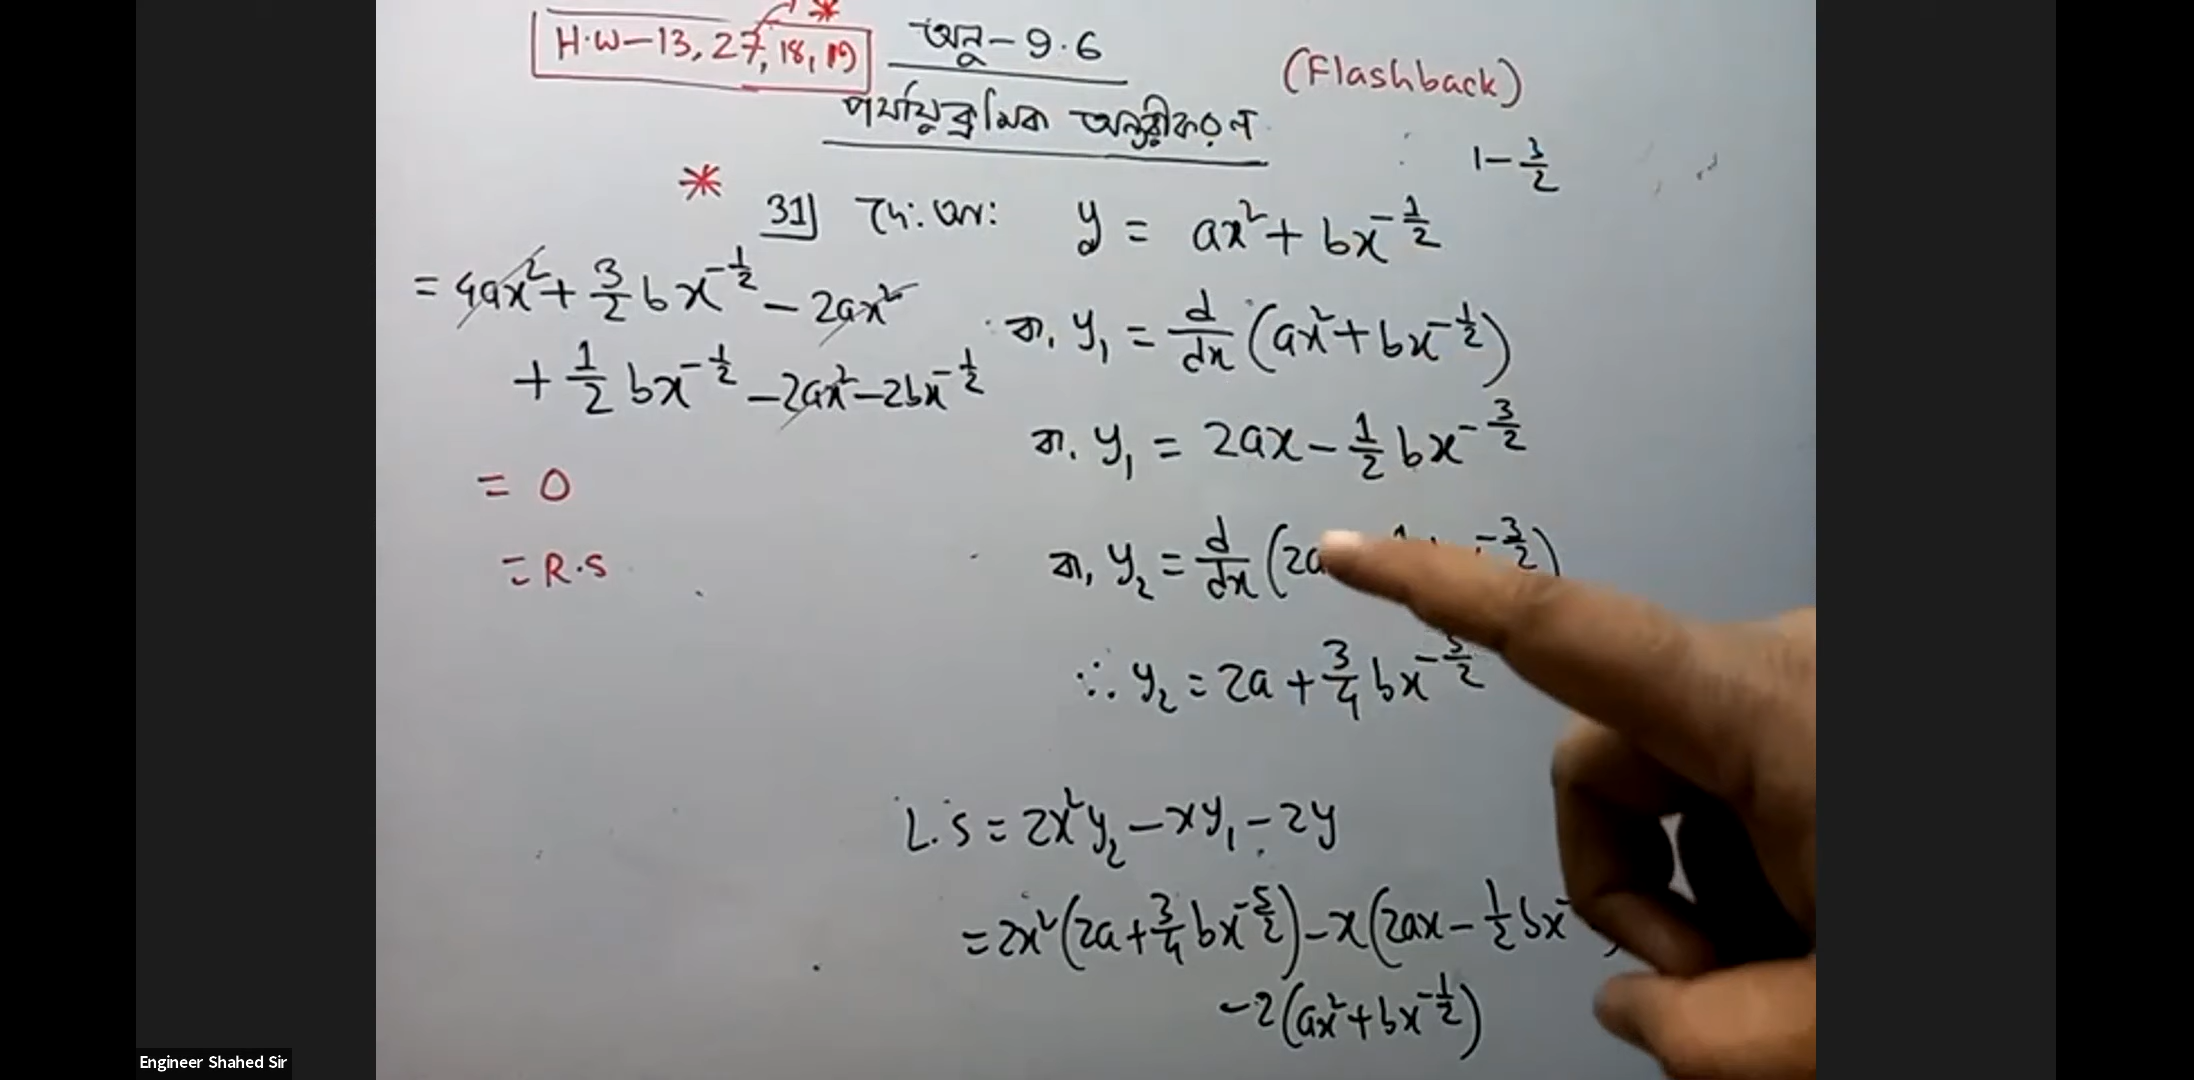 H.W-13, 27, 18, 19
অনু-9.6
(Flashback)
পর্যায়ক্রমিক অন্তরীকরণ
1-3/2
31) দে:অা: y = ax² + bx^(-1/2)
বা, y₁ = d/dx (ax² + bx^(-1/2))
বা, y₁ = 2ax - 1/2 bx^(-3/2)
বা, y₂ = d/dx (2a -3/2)
∴ y₂ = 2a + 3/4 bx^(-5/2)
L.S = 2x²y₂ - xy₁ - 2y
= 2x²(2a + 3/4 bx^(-5/2)) - x(2ax - 1/2 bx^-
-2(ax² + bx^(-1/2))
= 4ax² + 3/2 bx^(-1/2) - 2ax²
+ 1/2 bx^(-1/2) - 2ax² - 2bx^(-1/2)
= 0
= R.S
Engineer Shahed Sir